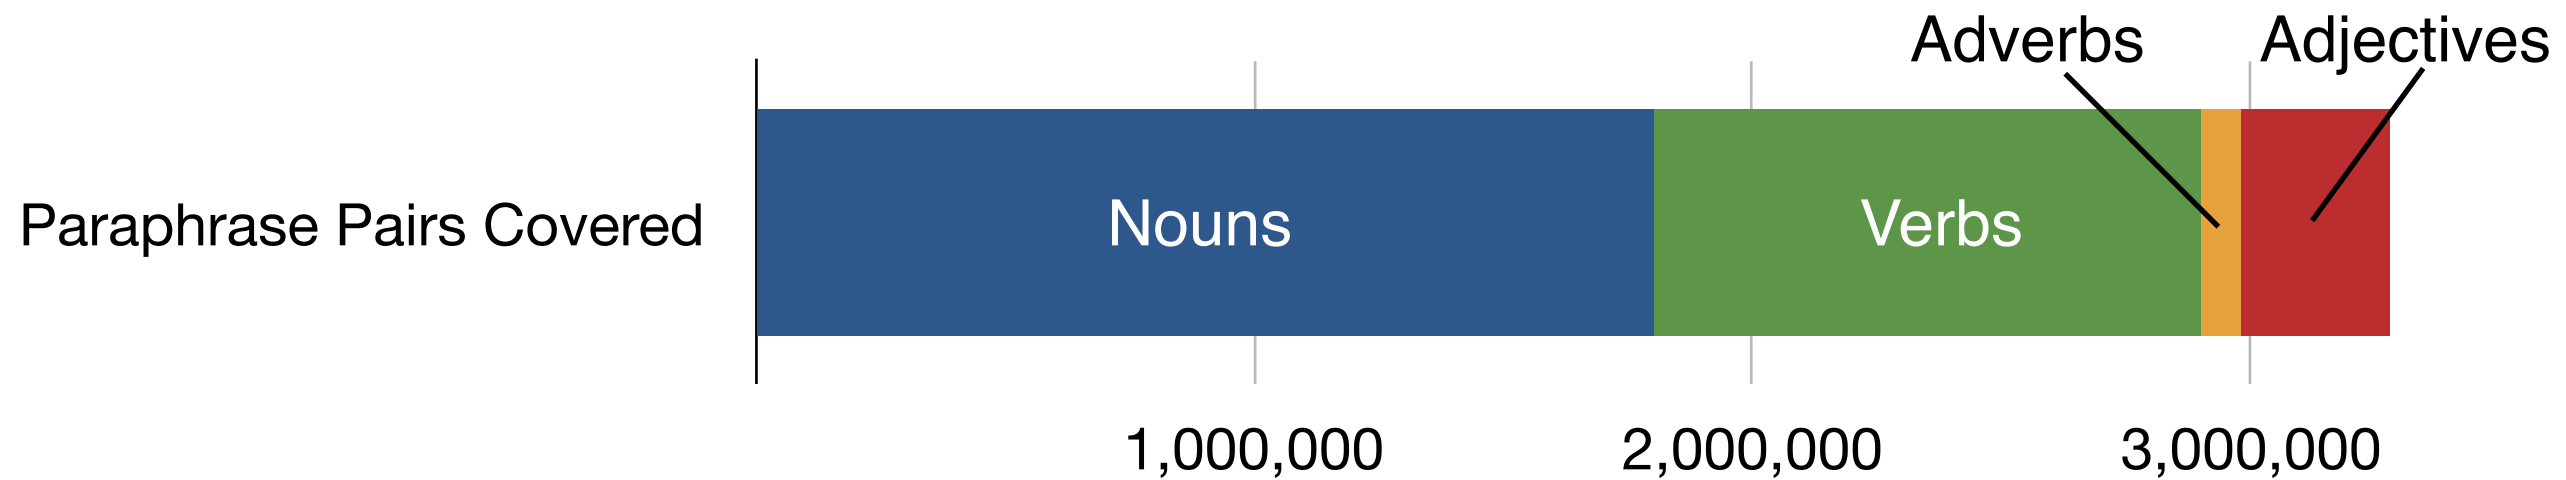 Adverbs Adjectives
Paraphrase Pairs Covered Nouns Verbs
1,000,000 2,000,000 3,000,000